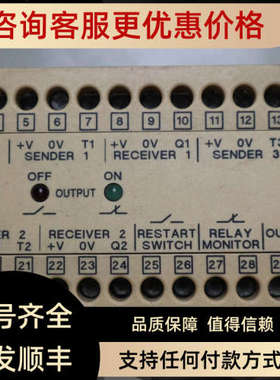 咨询客服更优惠价格
5 6 7 8 9 10 11 12
+V 0V T1 +V 0V Q1 +V 0V
SENDER 1 RECEIVER 1 SENDER 3
OFF ON
OUTPUT
RECEIVER 2 RESTART RELAY
T2 +V 0V Q2 SWITCH MONITOR
21 22 23 24 25 26 27 28
号齐全 品质保障 值得信赖
发顺丰 支持任何付款方式